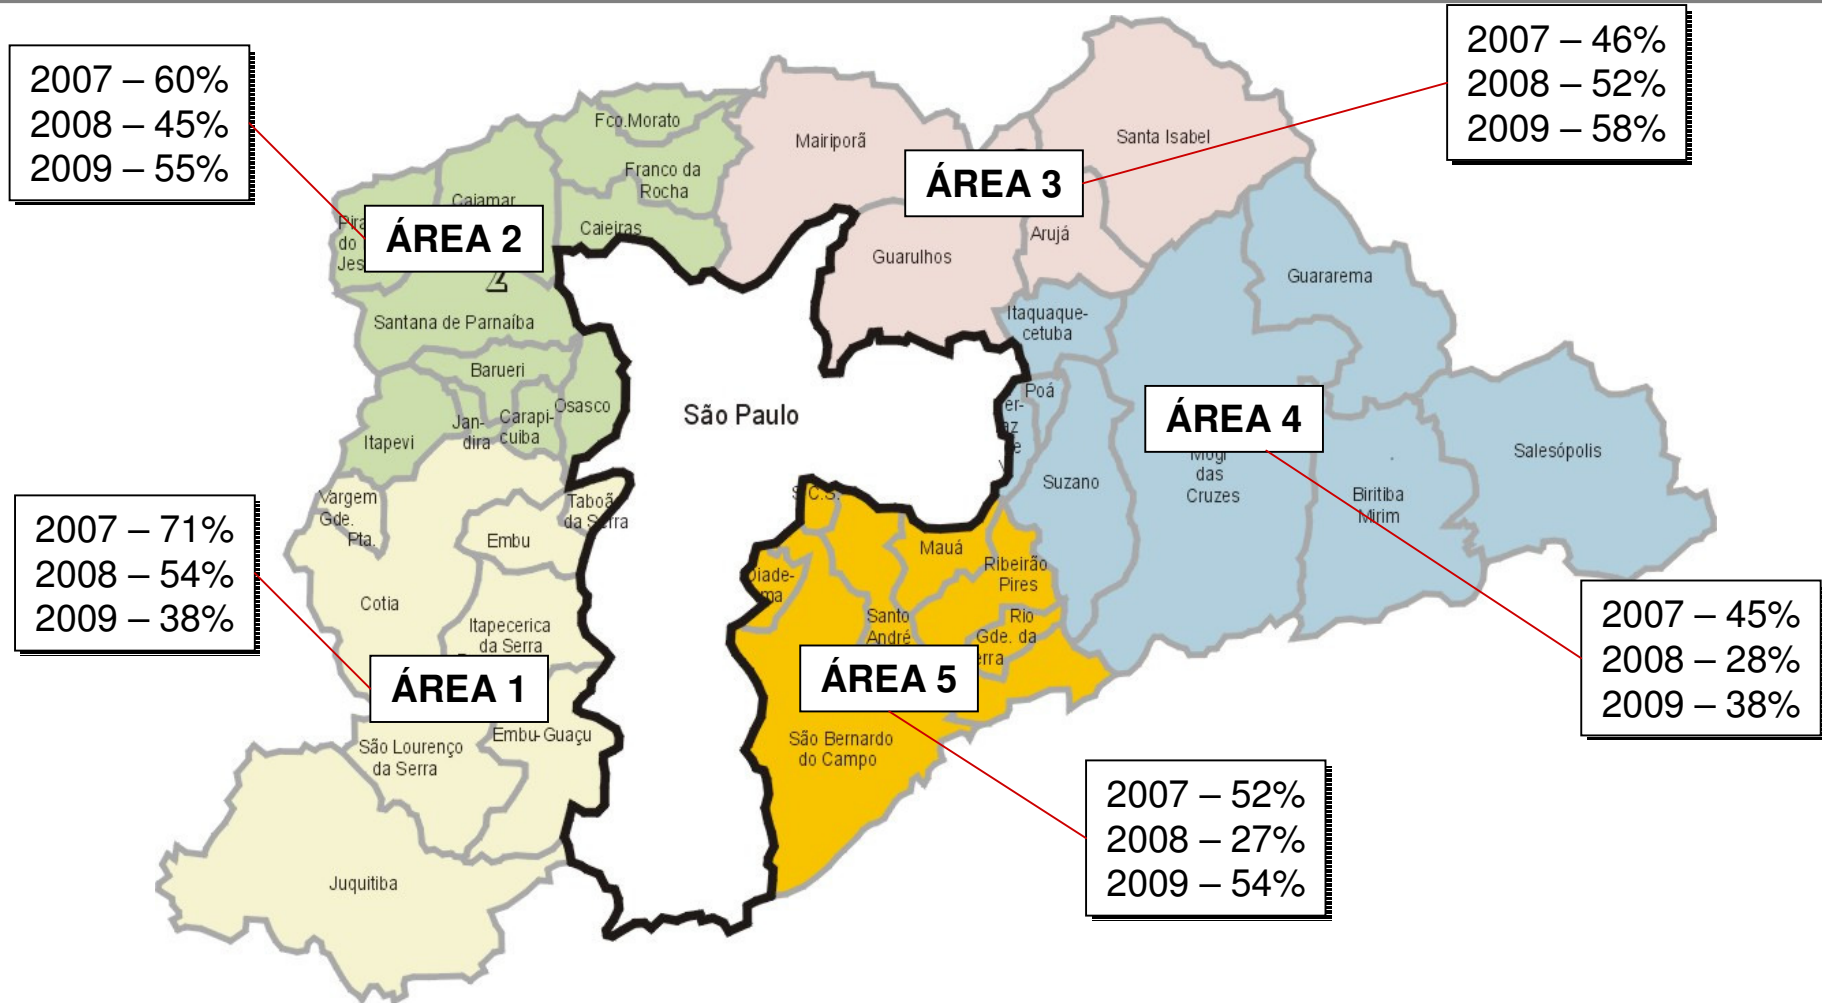 2007 – 60%
2008 – 45%
2009 – 55%
2007 – 46%
2008 – 52%
2009 – 58%
Fco.Morato
Mairiporã
Santa Isabel
Franco da
Rocha
ÁREA 3
Cajamar
ÁREA 2
Caieiras
do
Arujá
Guarulhos
Guararema
Santana de Parnaíba
Itaquaque-
cetuba
Barueri
Poá
São Paulo
Osasco
Jan-
dira
Carapi-
cuiba
Itapevi
ÁREA 4
Salesópolis
das
Cruzes
Suzano
Biritiba
Mirim
Vargem
Gde.
Pta.
Taboão
da Serra
S.C.S.
Embu
Mauá
Ribeirão
Pires
2007 – 71%
2008 – 54%
2009 – 38%
Diade-
ma
Cotia
Itapecerica
da Serra
Santo
André
Rio
Gde. da
2007 – 45%
2008 – 28%
2009 – 38%
ÁREA 1
ÁREA 5
São Lourenço
da Serra
Embu-Guaçu
São Bernardo
do Campo
2007 – 52%
2008 – 27%
2009 – 54%
Juquitiba